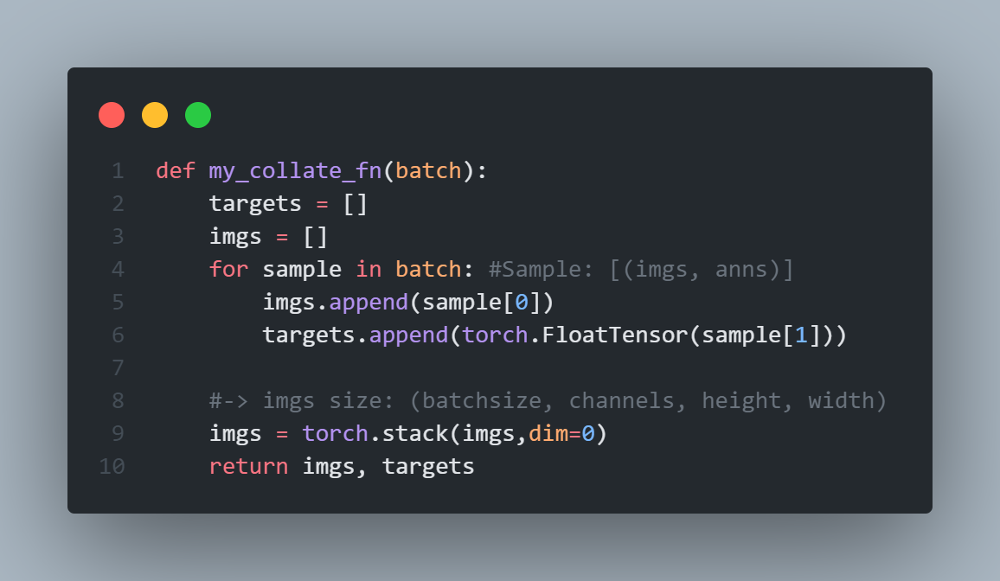 1 def my_collate_fn(batch):
2     targets = []
3     imgs = []
4     for sample in batch: #Sample: [(imgs, anns)]
5         imgs.append(sample[0])
6         targets.append(torch.FloatTensor(sample[1]))
7
8     #-> imgs size: (batchsize, channels, height, width)
9     imgs = torch.stack(imgs,dim=0)
10     return imgs, targets